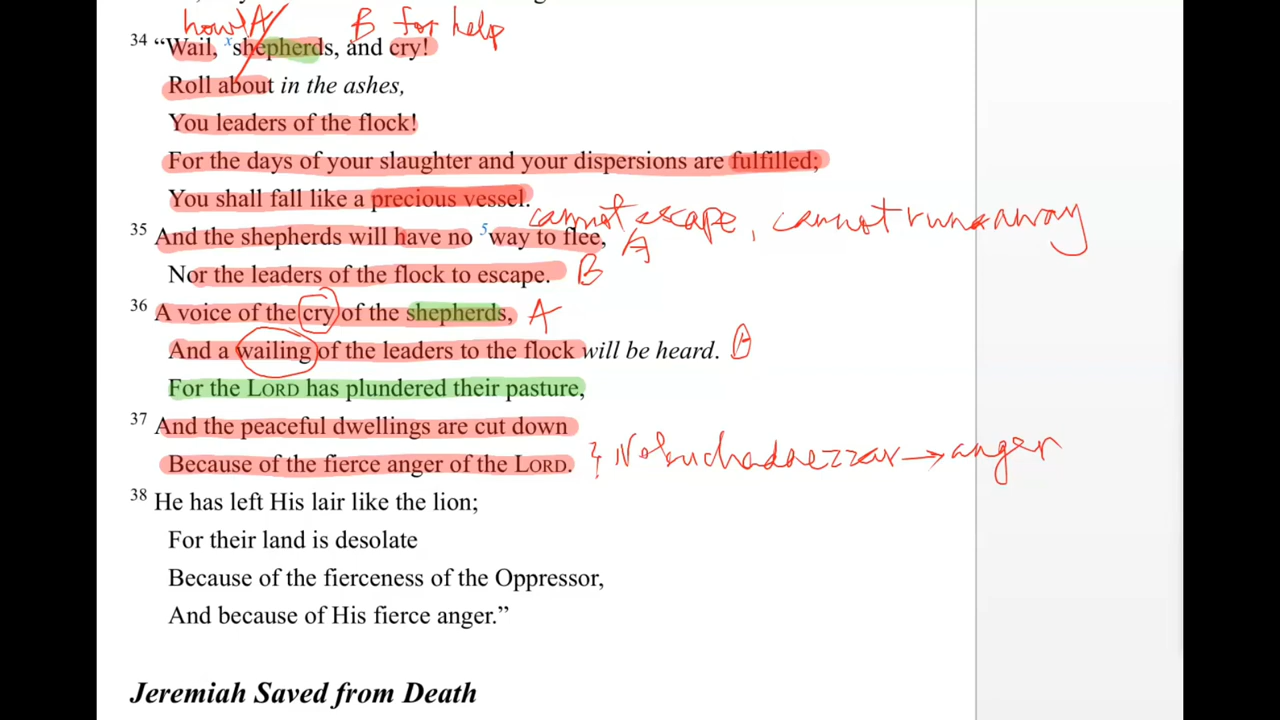 howl A B for help
34 “Wail, xshepherds, and cry!
Roll about in the ashes,
You leaders of the flock!
For the days of your slaughter and your dispersions are fulfilled;
You shall fall like a precious vessel.
cannot escape, cannot run away
35 And the shepherds will have no 5way to flee, A
Nor the leaders of the flock to escape. B
36 A voice of the cry of the shepherds, A
And a wailing of the leaders to the flock will be heard. B
For the LORD has plundered their pasture,
37 And the peaceful dwellings are cut down
Because of the fierce anger of the LORD. Nebuchadnezzar → anger
38 He has left His lair like the lion;
For their land is desolate
Because of the fierceness of the Oppressor,
And because of His fierce anger.”
Jeremiah Saved from Death